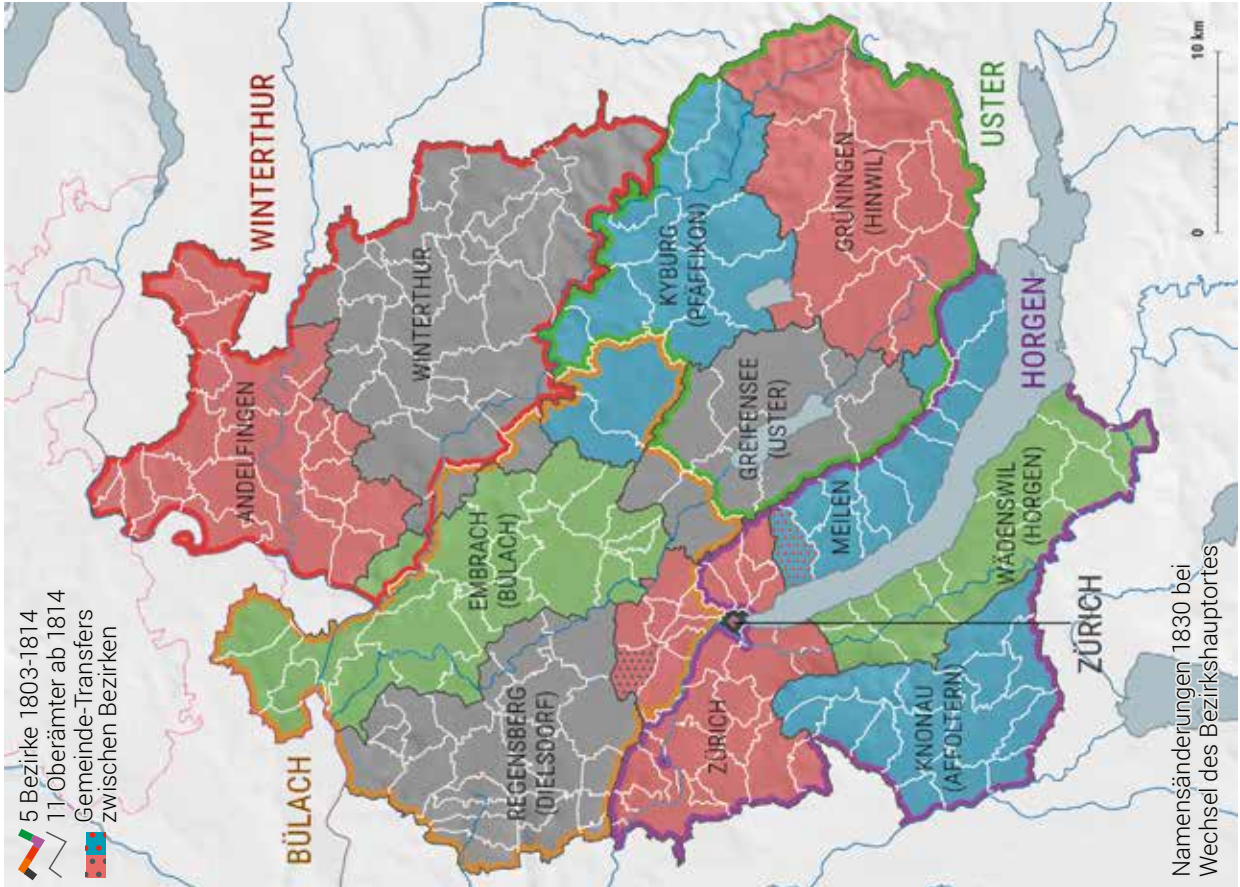 5 Bezirke 1803-1814
11 Oberämter ab 1814
Gemeinde-Transfers
zwischen Bezirken
WINTERTHUR
BÜLACH
ANDELFINGEN
WINTERTHUR
EMBRACH
(BÜLACH)
REGENSBERG
(DIELSDORF)
KYBURG
(PFÄFFIKON)
GREIFENSEE
(USTER)
GRÜNINGEN
(HINWIL)
USTER
MEILEN
HORGEN
ZÜRICH
WÄDENSWIL
(HORGEN)
KNONAU
(AFFOLTERN)
ZÜRICH
0 10 km
Namensänderungen 1830 bei
Wechsel des Bezirkshauptortes